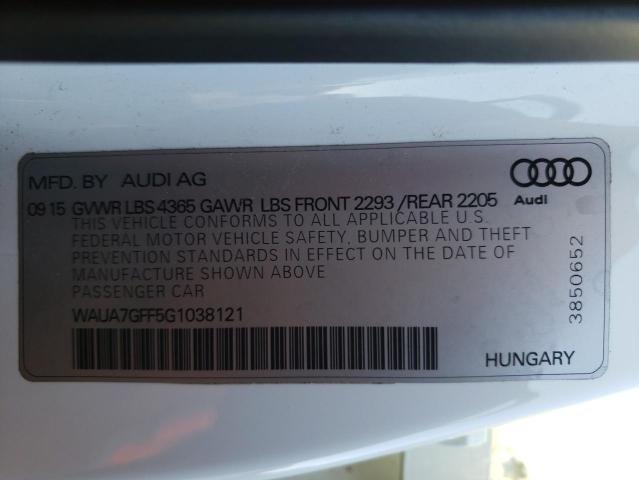 MFD. BY AUDI AG
Audi
09 15 GVWR LBS 4365 GAWR LBS FRONT 2293 /REAR 2205
THIS VEHICLE CONFORMS TO ALL APPLICABLE U.S.
FEDERAL MOTOR VEHICLE SAFETY, BUMPER AND THEFT
PREVENTION STANDARDS IN EFFECT ON THE DATE OF
MANUFACTURE SHOWN ABOVE
PASSENGER CAR
WAUA7GFF5G1038121
3850652
HUNGARY